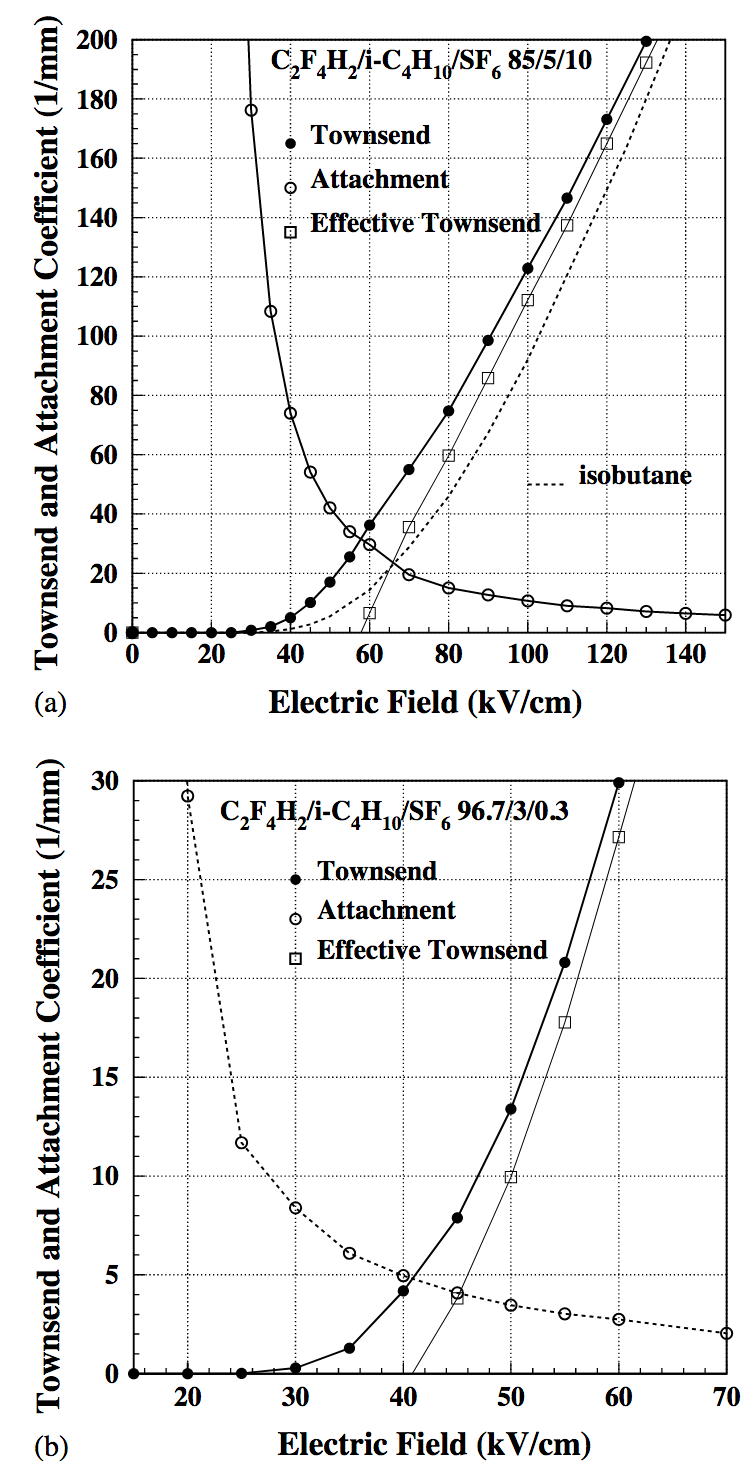 200
180
160
140
120
100
80
60
40
20
0
Townsend and Attachment Coefficient (1/mm)
C2F4H2/i-C4H10/SF6 85/5/10
Townsend
Attachment
Effective Townsend
isobutane
0 20 40 60 80 100 120 140
(a) Electric Field (kV/cm)
30
25
20
15
10
5
0
Townsend and Attachment Coefficient (1/mm)
C2F4H2/i-C4H10/SF6 96.7/3/0.3
Townsend
Attachment
Effective Townsend
20 30 40 50 60 70
(b) Electric Field (kV/cm)